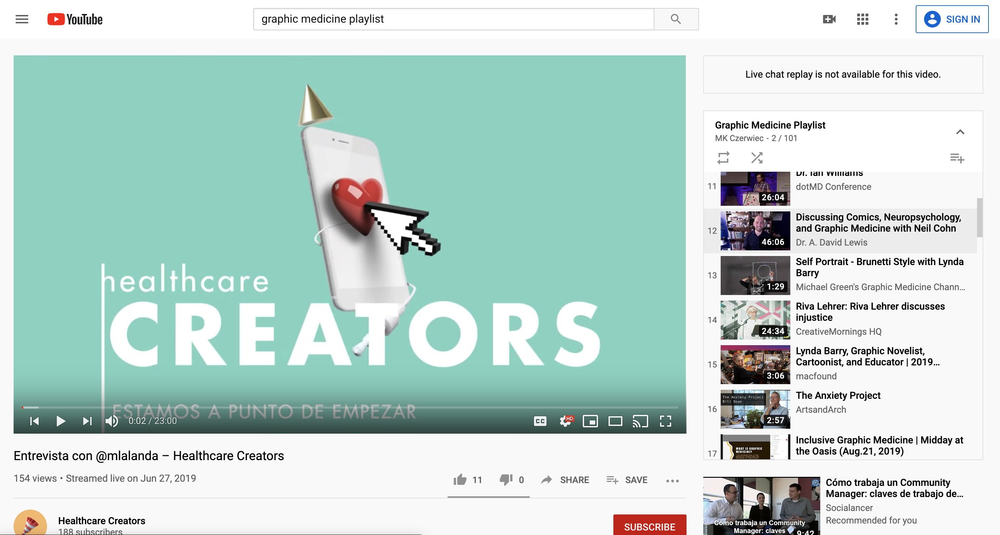 YouTube
graphic medicine playlist
SIGN IN
healthcare
CREATORS
ESTAMOS A PUNTO DE EMPEZAR
0:02 / 23:00
CC
HD
Entrevista con @mlalanda – Healthcare Creators
154 views • Streamed live on Jun 27, 2019
11
0
SHARE
SAVE
Healthcare Creators
188 subscribers
SUBSCRIBE
Live chat replay is not available for this video.
Graphic Medicine Playlist
MK Czerwiec - 2 / 101
11
26:04
Dr. Ian Williams
dotMD Conference
12
46:06
Discussing Comics, Neuropsychology,
and Graphic Medicine with Neil Cohn
Dr. A. David Lewis
13
1:29
Self Portrait - Brunetti Style with Lynda
Barry
Michael Green's Graphic Medicine Chann...
14
24:34
Riva Lehrer: Riva Lehrer discusses
injustice
CreativeMornings HQ
15
3:06
Lynda Barry, Graphic Novelist,
Cartoonist, and Educator | 2019...
macfound
16
The Anxiety Project
Bill Doan
2:57
The Anxiety Project
ArtsandArch
17
WHAT IS GRAPHIC
MEDICINE?
Inclusive Graphic Medicine | Midday at
the Oasis (Aug.21, 2019)
Cómo trabaja un Community
Manager: claves
9:42
Cómo trabaja un Community
Manager: claves de trabajo de...
Socialancer
Recommended for you